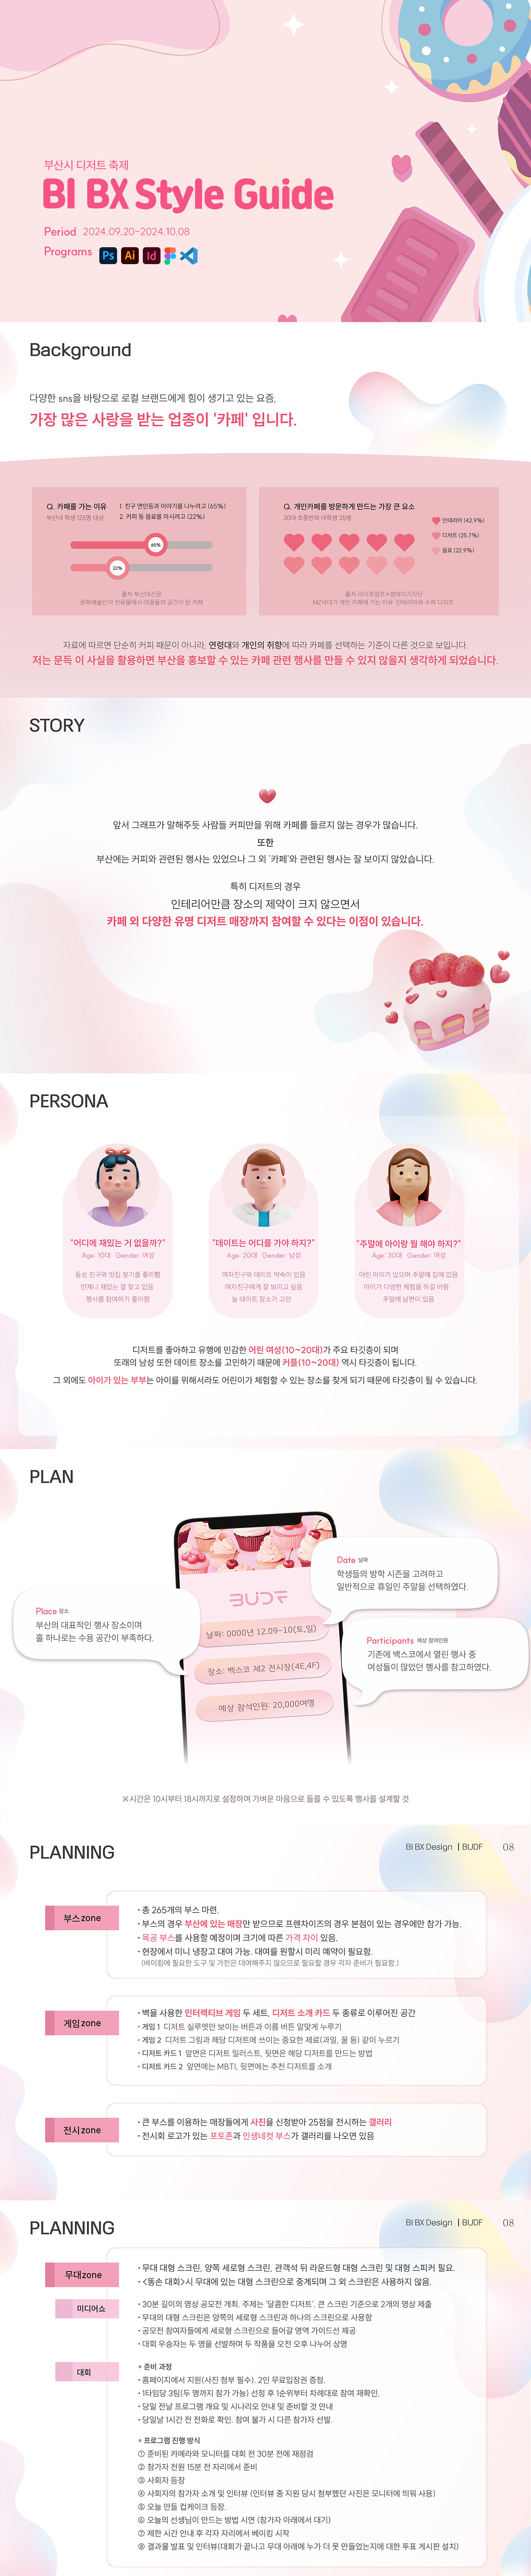 부산시 디저트 축제
BI BX Style Guide
Period 2024.09.20-2024.10.08
Programs Ps Ai Id
Background
다양한 sns을 바탕으로 로컬 브랜드에게 힘이 생기고 있는 요즘,
가장 많은 사랑을 받는 업종이 '카페' 입니다.
Q. 카페를 가는 이유
부산대 학생 125명 대상
1. 친구 연인등과 이야기를 나누려고 (65%)
2. 커피 등 음료를 마시려고 (22%)
65%
22%
출처 부산대신문
문화예술인의 전유물에서 대중들의 공간이 된 카페
Q. 개인카페를 방문하게 만드는 가장 큰 요소
20대 초중반의 대학생 35명
인테리어 (42.9%)
디저트 (25.7%)
음료 (22.9%)
출처 라이프점프×썸데이기자단
MZ세대가 개인 카페에 가는 이유 '인테리어와 수제 디저트'
자료에 따르면 단순히 커피 때문이 아니라, 연령대와 개인의 취향에 따라 카페를 선택하는 기준이 다른 것으로 보입니다.
저는 문득 이 사실을 활용하면 부산을 홍보할 수 있는 카페 관련 행사를 만들 수 있지 않을지 생각하게 되었습니다.
STORY
앞서 그래프가 말해주듯 사람들 커피만을 위해 카페를 들르지 않는 경우가 많습니다.
또한
부산에는 커피와 관련된 행사는 있었으나 그 외 '카페'와 관련된 행사는 잘 보이지 않았습니다.
특히 디저트의 경우
인테리어만큼 장소의 제약이 크지 않으면서
카페 외 다양한 유명 디저트 매장까지 참여할 수 있다는 이점이 있습니다.
PERSONA
"어디에 재밌는 거 없을까?"
Age: 10대 Gender: 여성
동성 친구와 맛집 찾기를 좋아함
언제나 재밌는 걸 찾고 있음
행사를 참여하기 좋아함
"데이트는 어디를 가야 하지?"
Age: 20대 Gender: 남성
여자친구와 데이트 약속이 있음
여자친구에게 잘 보이고 싶음
늘 데이트 장소가 고민
"주말에 아이랑 뭘 해야 하지?"
Age: 30대 Gender: 여성
어린 아이가 있으며 주말에 집에 있음
아이가 다양한 체험을 하길 바람
주말에 남편이 있음
디저트를 좋아하고 유행에 민감한 어린 여성(10~20대)가 주요 타깃층이 되며
또래의 남성 또한 데이트 장소를 고민하기 때문에 커플(10~20대) 역시 타깃층이 됩니다.
그 외에도 아이가 있는 부부는 아이를 위해서라도 어린이가 체험할 수 있는 장소를 찾게 되기 때문에 타깃층이 될 수 있습니다.
PLAN
BUDF
날짜: 0000년 12.09-10(토,일)
장소: 벡스코 제2 전시장(4E,4F)
예상 참석인원: 20,000여명
Date 날짜
학생들의 방학 시즌을 고려하고
일반적으로 휴일인 주말을 선택하였다.
Place 장소
부산의 대표적인 행사 장소이며
홀 하나로는 수용 공간이 부족하다.
Participants 예상 참여인원
기존에 벡스코에서 열린 행사 중
여성들이 많았던 행사를 참고하였다.
※시간은 10시부터 18시까지로 설정하며 가벼운 마음으로 들를 수 있도록 행사를 설계할 것
PLANNING
BI BX Design | BUDF 08
부스zone
· 총 265개의 부스 마련.
· 부스의 경우 부산에 있는 매장만 받으므로 프렌차이즈의 경우 본점이 있는 경우에만 참가 가능.
· 목공 부스를 사용할 예정이며 크기에 따른 가격 차이 있음.
· 현장에서 미니 냉장고 대여 가능. 대여를 원할시 미리 예약이 필요함.
(베이킹에 필요한 도구 및 가전은 대여해주지 않으므로 필요할 경우 각자 준비가 필요함.)
게임zone
· 벽을 사용한 인터렉티브 게임 두 세트, 디저트 소개 카드 두 종류로 이루어진 공간
· 게임 1 디저트 실루엣만 보이는 버튼과 이름 버튼 알맞게 누루기
· 게임 2 디저트 그림과 해당 디저트에 쓰이는 중요한 재료(과일, 꿀 등) 같이 누르기
· 디저트 카드 1 앞면은 디저트 일러스트, 뒷면은 해당 디저트를 만드는 방법
· 디저트 카드 2 앞면에는 MBTI, 뒷면에는 추천 디저트를 소개
전시zone
· 큰 부스를 이용하는 매장들에게 사진을 신청받아 25점을 전시하는 갤러리
· 전시회 로고가 있는 포토존과 인생네컷 부스가 갤러리를 나오면 있음
PLANNING
BI BX Design | BUDF 08
무대zone
· 무대 대형 스크린, 양쪽 세로형 스크린, 관객석 뒤 라운드형 대형 스크린 및 대형 스피커 필요.
· <똥손 대회>시 무대에 있는 대형 스크린으로 중계되며 그 외 스크린은 사용하지 않음.
미디어쇼
· 30분 길이의 영상 공모전 개최. 주제는 '달콤한 디저트'. 큰 스크린 기준으로 2개의 영상 제출
· 무대의 대형 스크린은 양쪽의 세로형 스크린과 하나의 스크린으로 사용함
· 공모전 참여자들에게 세로형 스크린으로 들어갈 영역 가이드선 제공
· 대회 우승자는 두 명을 선발하며 두 작품을 오전 오후 나누어 상영
대회
* 준비 과정
· 홈페이지에서 지원(사진 첨부 필수). 2인 무료입장권 증정.
· 1타임당 3팀(두 명까지 참가 가능) 선정 후 1순위부터 차례대로 참여 재확인.
· 당일 전날 프로그램 개요 및 시나리오 안내 및 준비할 것 안내
· 당일날 1시간 전 전화로 확인. 참여 불가 시 다른 참가자 선발.
* 프로그램 진행 방식
① 준비된 카메라와 모니터를 대회 전 30분 전에 재점검
② 참가자 전원 15분 전 자리에서 준비
③ 사회자 등장
④ 사회자의 참가자 소개 및 인터뷰 (인터뷰 중 지원 당시 첨부했던 사진은 모니터에 띄워 사용)
⑤ 오늘 만들 컵케이크 등장.
⑥ 오늘의 선생님이 만드는 방법 시연 (참가자 아래에서 대기)
⑦ 제한 시간 안내 후 각자 자리에서 베이킹 시작
⑧ 결과물 발표 및 인터뷰(대회가 끝나고 무대 아래에 누가 더 못 만들었는지에 대한 투표 게시판 설치)